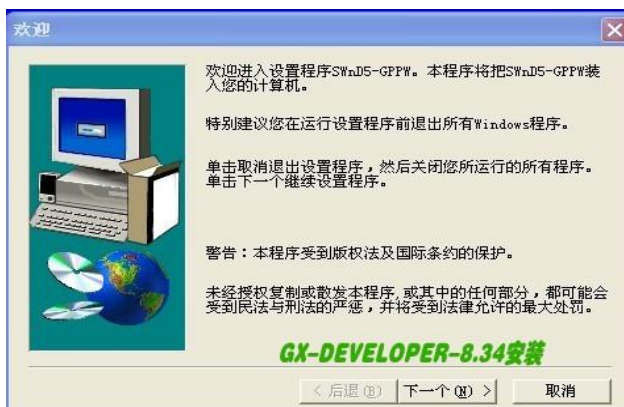 欢迎
欢迎进入设置程序SWnD5-GPPW。本程序将把SWnD5-GPPW装
入您的计算机。
特别建议您在运行设置程序前退出所有Windows程序。
单击取消退出设置程序，然后关闭您所运行的所有程序。
单击下一个继续设置程序。
警告：本程序受到版权法及国际条约的保护。
未经授权复制或散发本程序,或其中的任何部分，都可能会
受到民法与刑法的严惩，并将受到法律允许的最大处罚。
GX-DEVELOPER-8.34安装
< 后退(B) 下一个(N) > 取消